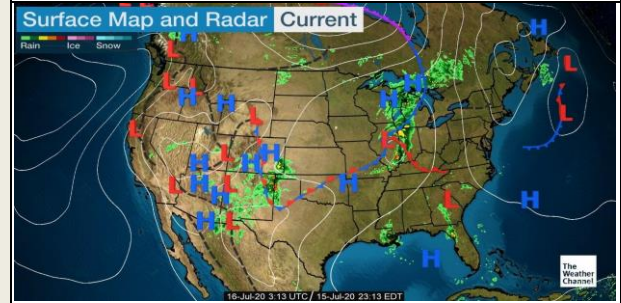 Surface Map and Radar Current
Rain Ice Snow
L H L H
L L H H L
L H H H
L H H L H L H
L H L H
H L L H
H
16-Jul-20 3:13 UTC / 15-Jul-20 23:13 EDT
The
Weather
Channel